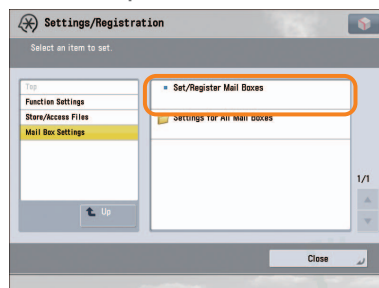 Settings/Registration
Select an item to set.
Top
Function Settings
Store/Access Files
Mail Box Settings
Up
Set/Register Mail Boxes
Settings for All Mail Boxes
1/1
Close